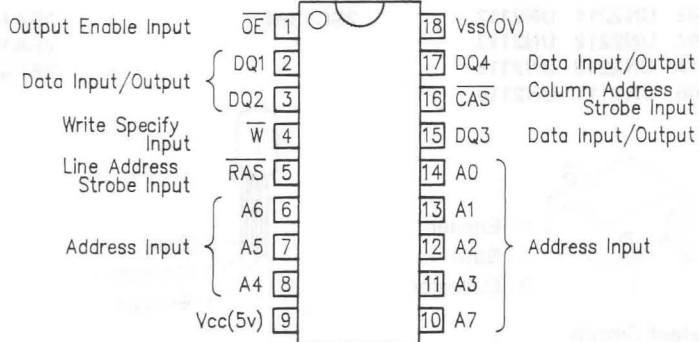 Output Enable Input OE 1 18 Vss(0V)
Data Input/Output DQ1 2 17 DQ4 Data Input/Output
DQ2 3 16 CAS Column Address Strobe Input
Write Specify Input W 4 15 DQ3 Data Input/Output
Line Address Strobe Input RAS 5 14 A0
A6 6 13 A1
Address Input A5 7 12 A2 Address Input
A4 8 11 A3
Vcc(5v) 9 10 A7